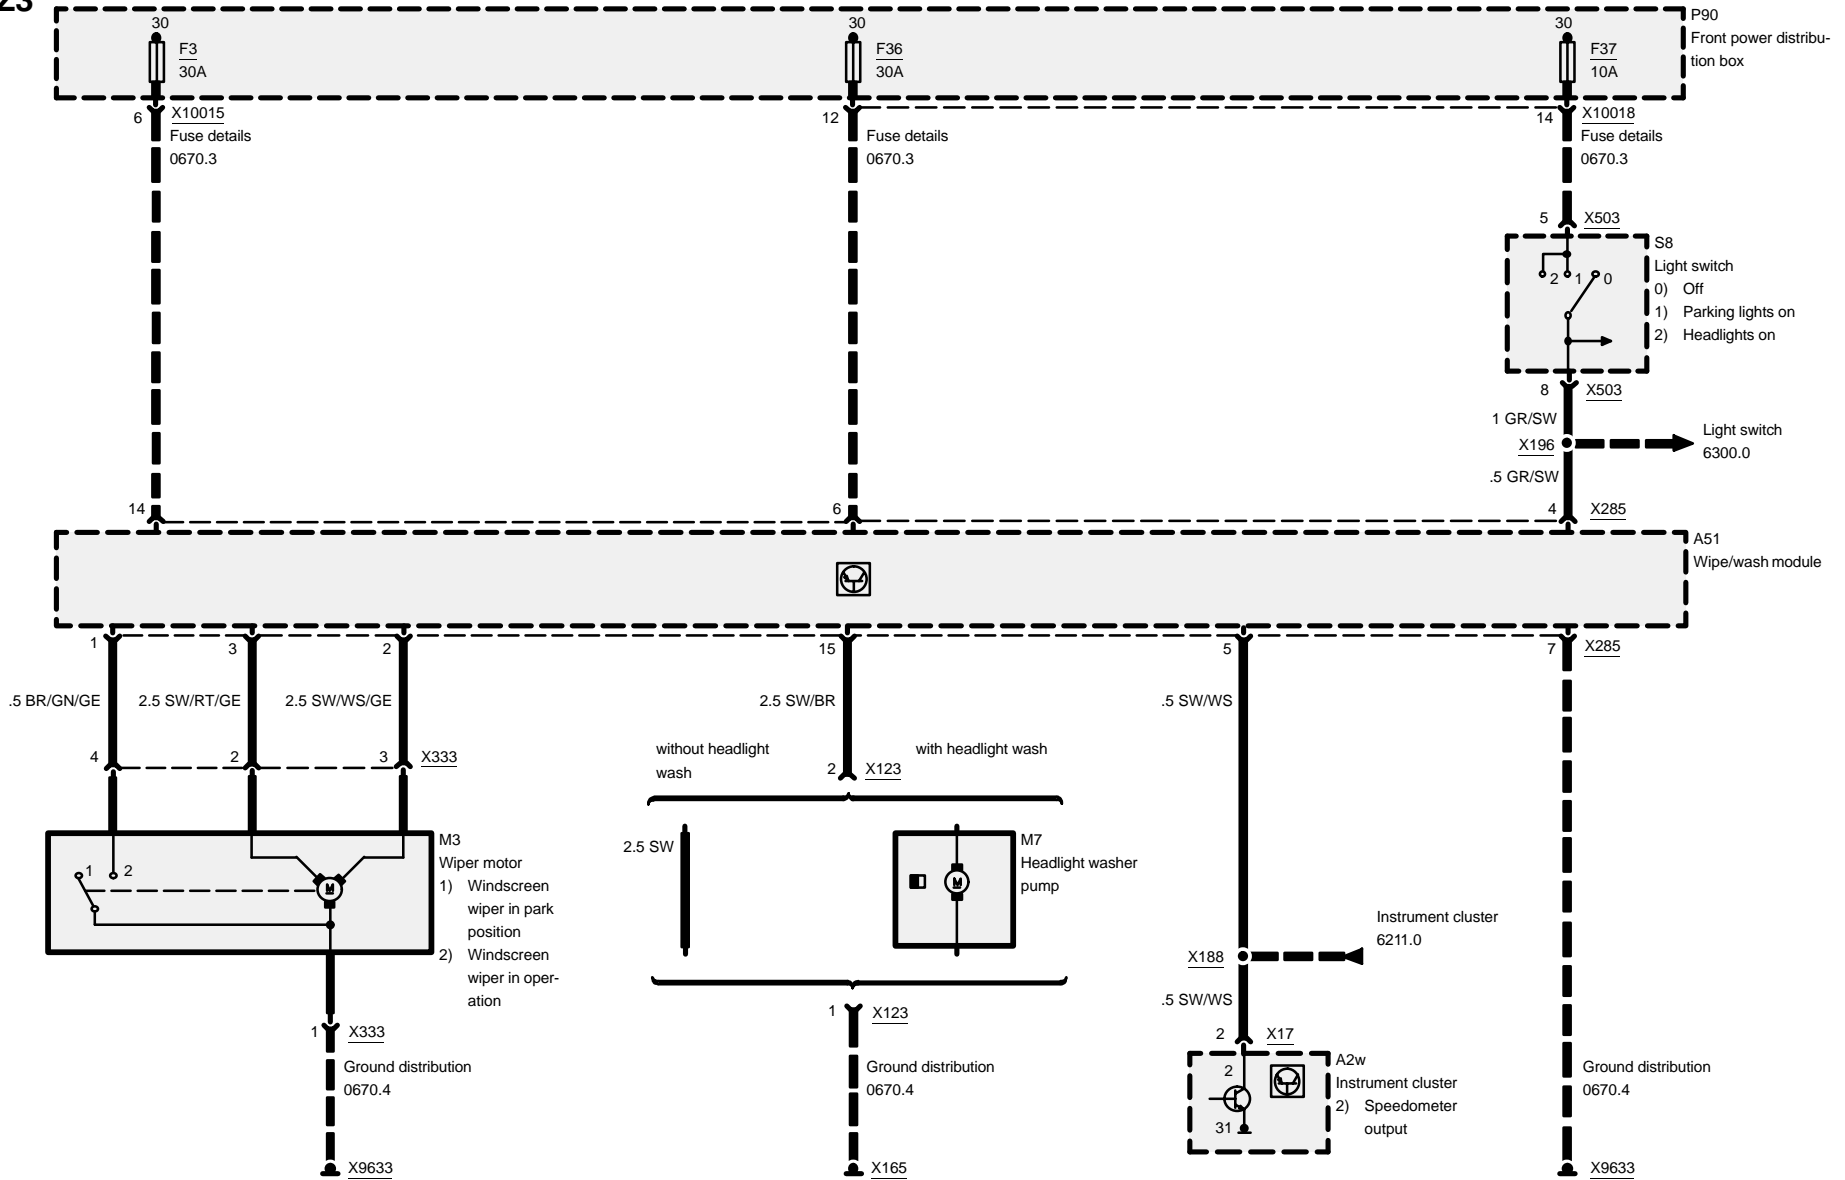 Z3
30
F3
30A
30
F36
30A
30
F37
10A
P90
Front power distribu-
tion box
6
X10015
Fuse details
0670.3
12
Fuse details
0670.3
14
X10018
Fuse details
0670.3
5
X503
2
1
0
S8
Light switch
0) Off
1) Parking lights on
2) Headlights on
8
X503
1 GR/SW
X196
Light switch
6300.0
.5 GR/SW
14
6
4
X285
A51
Wipe/wash module
1
3
2
15
5
7
X285
.5 BR/GN/GE
2.5 SW/RT/GE
2.5 SW/WS/GE
2.5 SW/BR
.5 SW/WS
without headlight
wash
with headlight wash
4
2
3
X333
2
X123
1
2
M
M3
Wiper motor
1) Windscreen
wiper in park
position
2) Windscreen
wiper in oper-
ation
2.5 SW
M
M7
Headlight washer
pump
Instrument cluster
6211.0
X188
.5 SW/WS
1
X333
Ground distribution
0670.4
X9633
1
X123
Ground distribution
0670.4
X165
2
X17
2
31
A2w
Instrument cluster
2) Speedometer
output
Ground distribution
0670.4
X9633